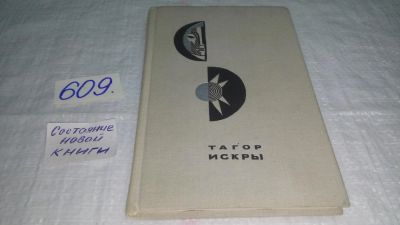 609.
Состояние
новой
книги
ТАГОР
ИСКРЫ